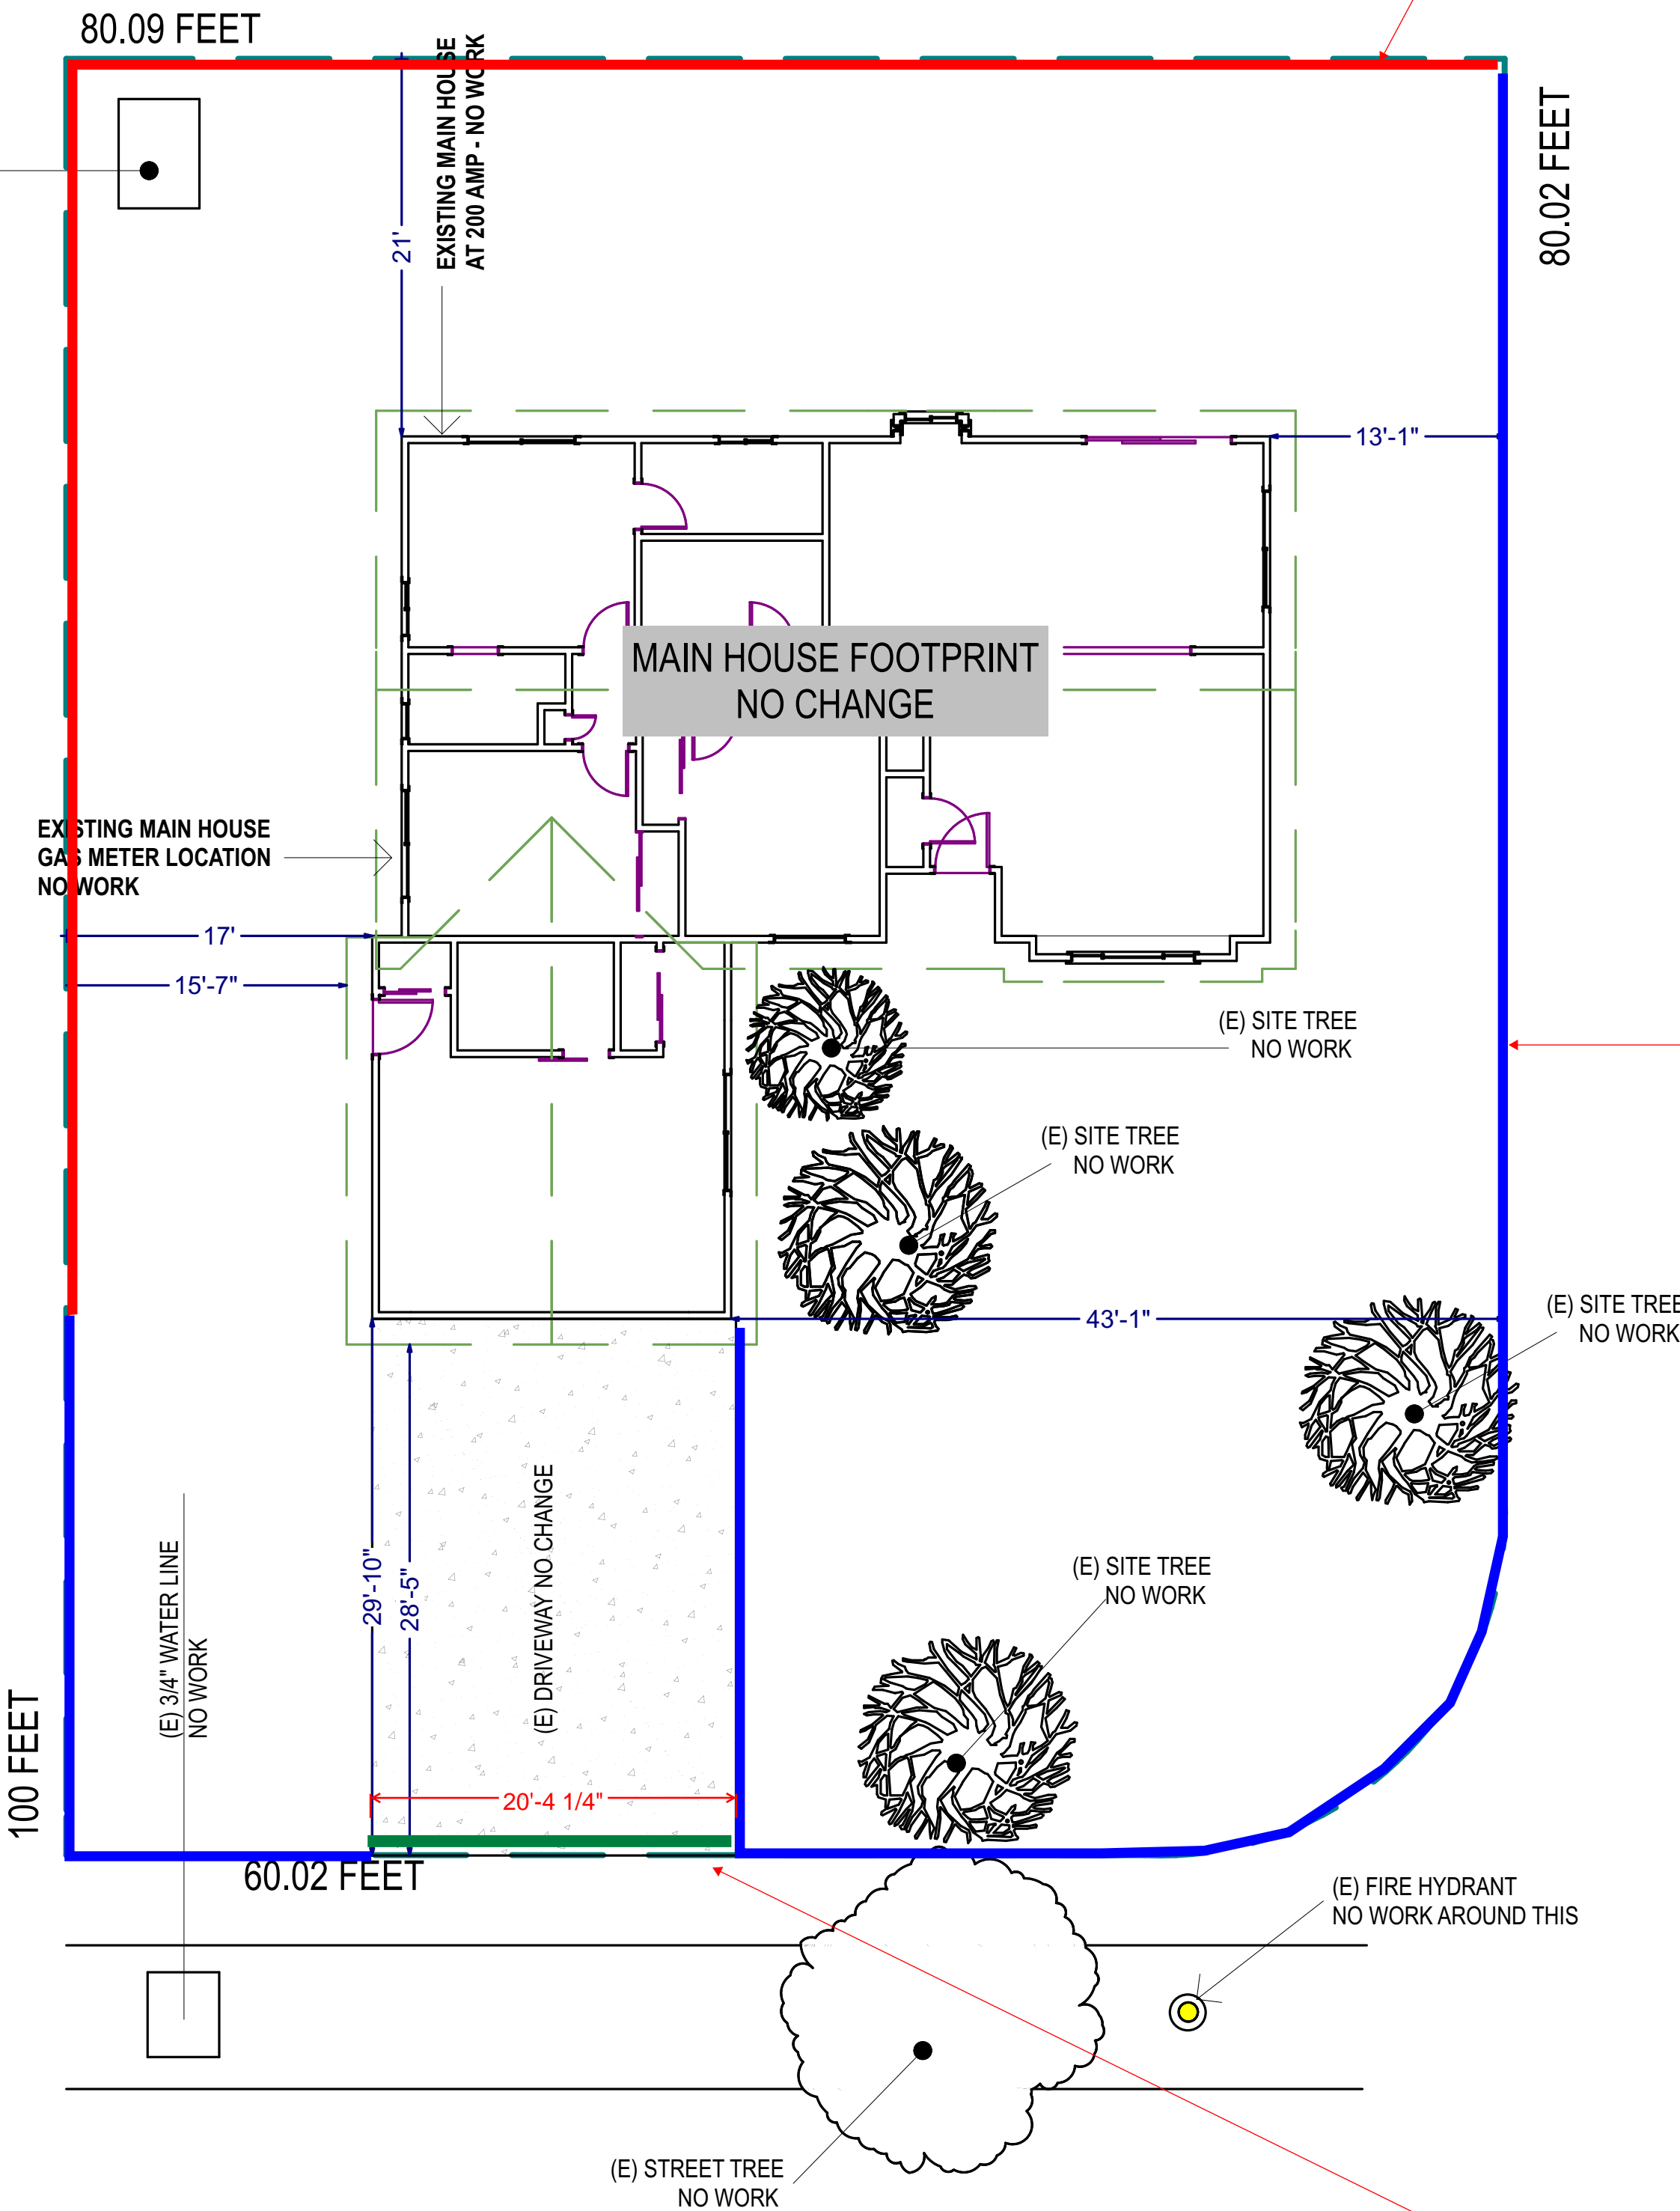 80.09 FEET
EXISTING MAIN HOUSE
AT 200 AMP - NO WORK
80.02 FEET
21'
13'-1"
MAIN HOUSE FOOTPRINT
NO CHANGE
EXISTING MAIN HOUSE
GAS METER LOCATION
NO WORK
17'
15'-7"
(E) SITE TREE
NO WORK
(E) SITE TREE
NO WORK
43'-1"
(E) SITE TREE
NO WORK
(E) DRIVEWAY NO CHANGE
29'-10"
28'-5"
(E) 3/4" WATER LINE
NO WORK
(E) SITE TREE
NO WORK
100 FEET
20'-4 1/4"
60.02 FEET
(E) FIRE HYDRANT
NO WORK AROUND THIS
(E) STREET TREE
NO WORK